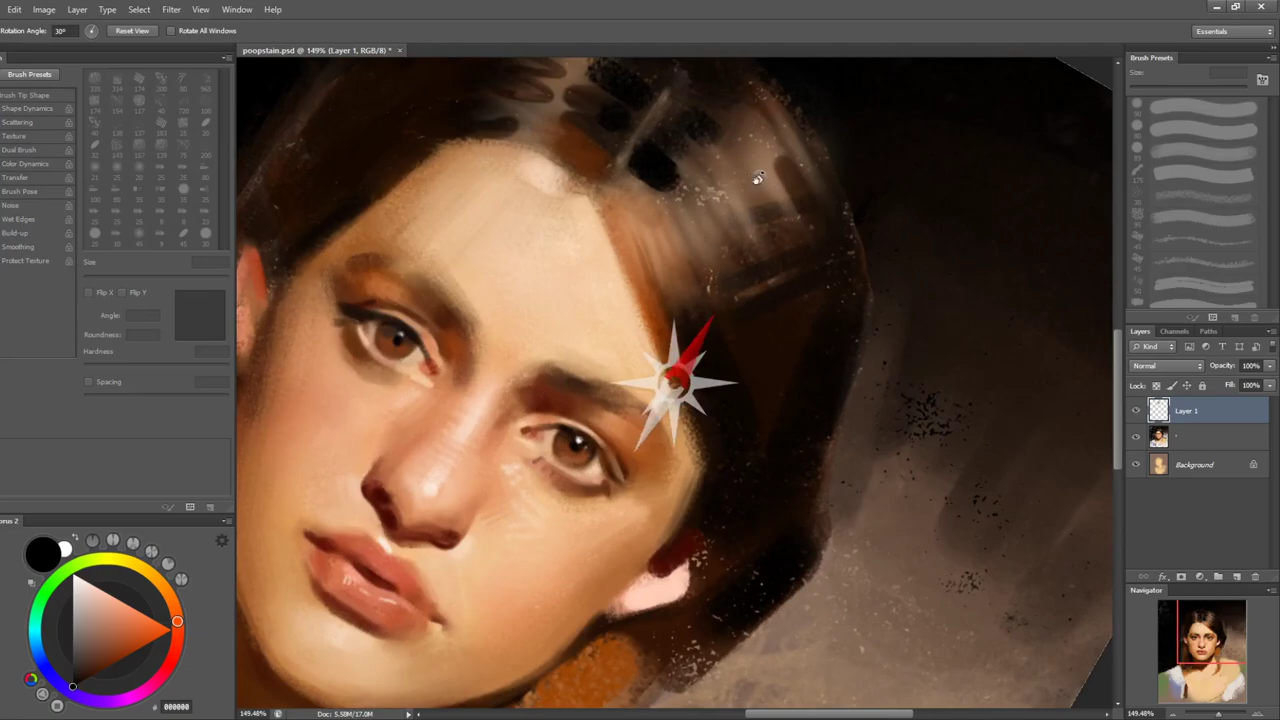 Edit Image Layer Type Select Filter View Window Help
Rotation Angle: 30° Reset View Rotate All Windows Essentials
poopstain.psd @ 149% (Layer 1, RGB/8) * ×
Brush Presets
Brush Tip Shape
Shape Dynamics
Scattering
Texture
Dual Brush
Color Dynamics
Transfer
Brush Pose
Noise
Wet Edges
Build-up
Smoothing
Protect Texture
Size
Flip X Flip Y
Angle:
Roundness:
Hardness
Spacing
orus 2
# 000000
149.48% Doc: 5.58M/17.0M
Brush Presets
Size:
Layers Channels Paths
Kind
Normal Opacity: 100%
Lock: Fill: 100%
Layer 1
Background
Navigator
149.48%